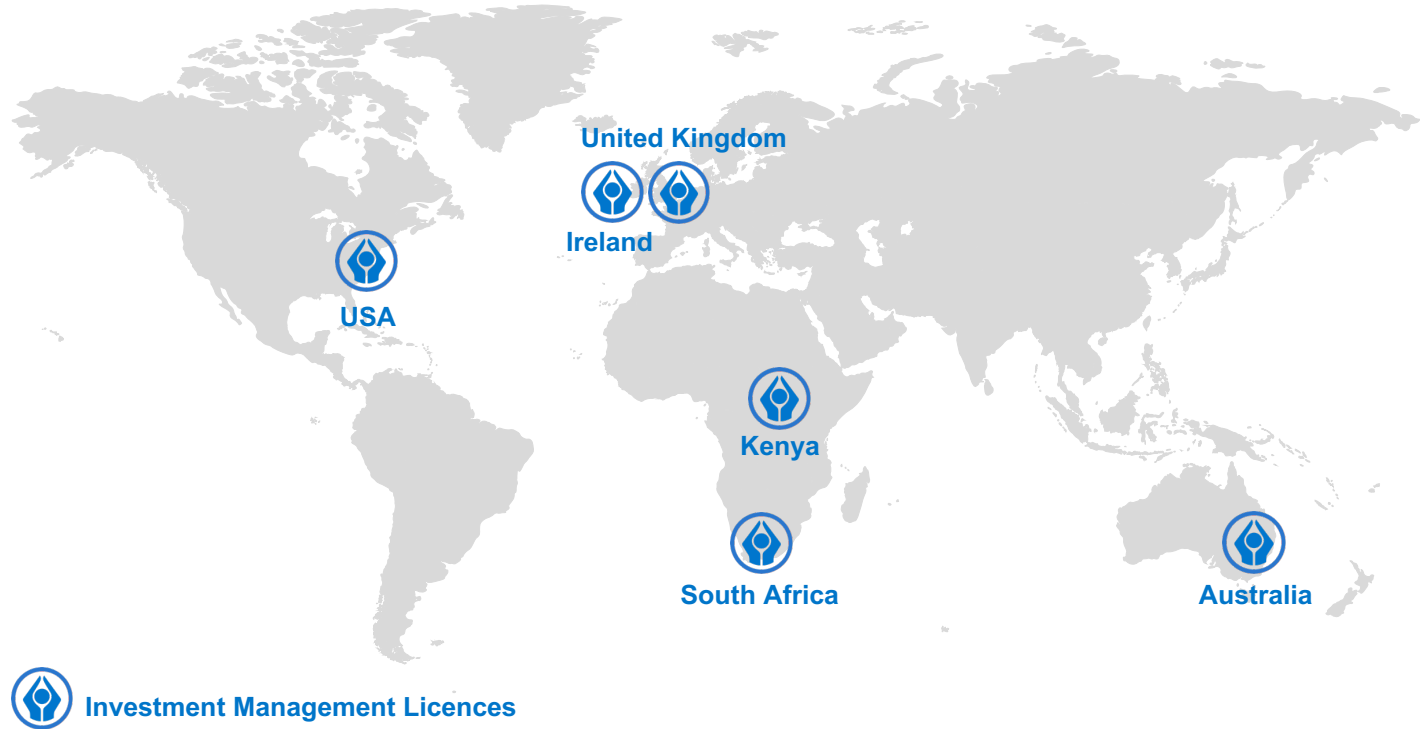 United Kingdom
Ireland
USA
Kenya
South Africa
Australia
Investment Management Licences